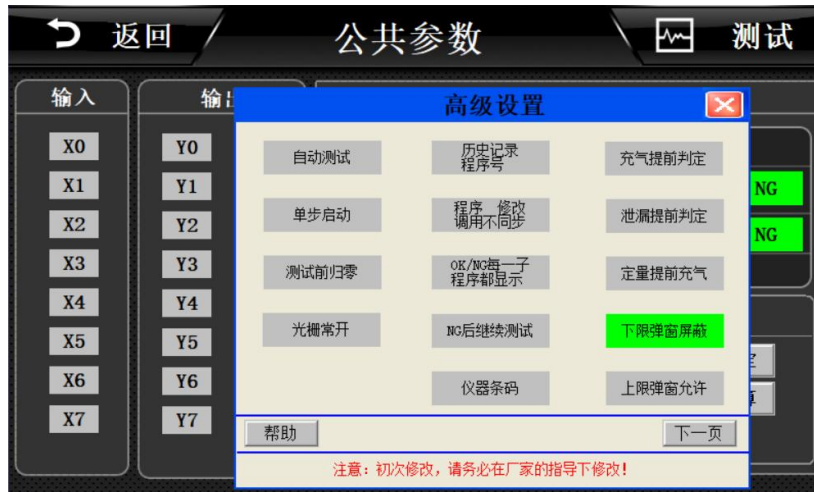 返回
公共参数
测试
输入
X0
X1
X2
X3
X4
X5
X6
X7
Y0
Y1
Y2
Y3
Y4
Y5
Y6
Y7
NG
NG
高级设置
自动测试
单步启动
测试前归零
光栅常开
历史记录
程序号
程序 修改
调用不同步
OK/NG每一子
程序都显示
NG后继续测试
仪器条码
充气提前判定
泄漏提前判定
定量提前充气
下限弹窗屏蔽
上限弹窗允许
帮助
下一页
注意：初次修改，请务必在厂家的指导下修改！